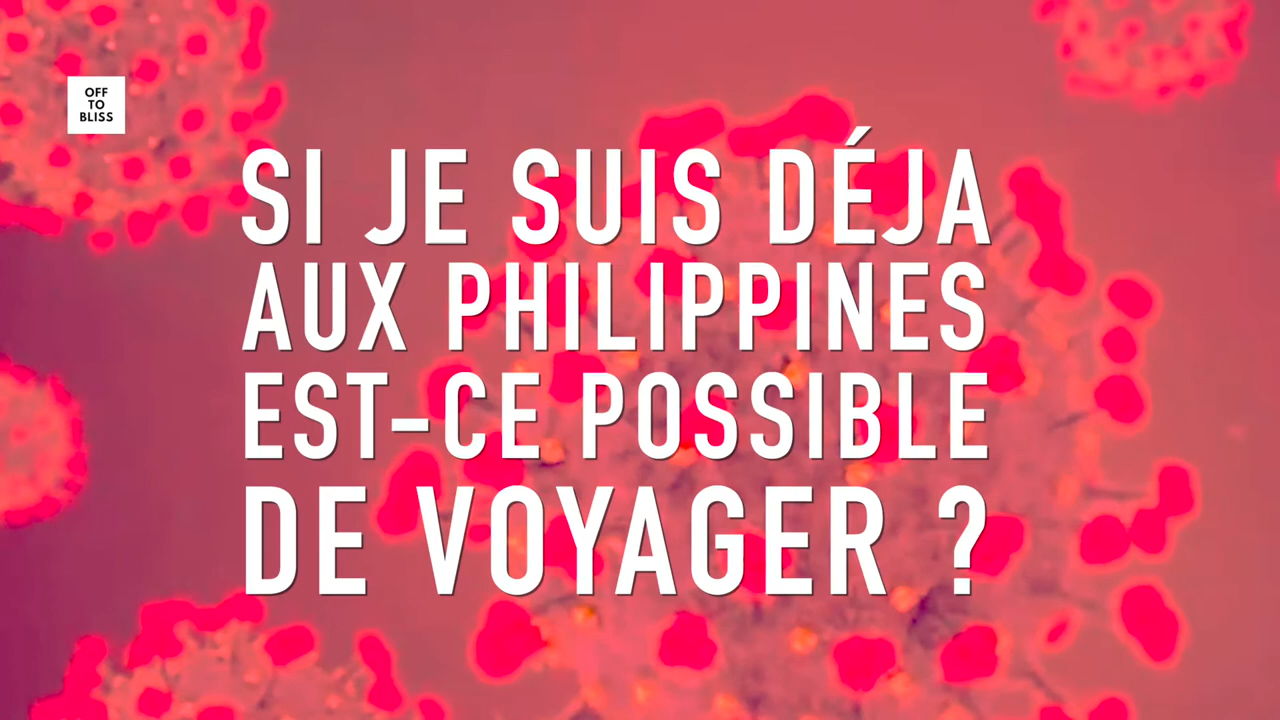 OFF
TO
BLISS
SI JE SUIS DÉJA
AUX PHILIPPINES
EST-CE POSSIBLE
DE VOYAGER ?